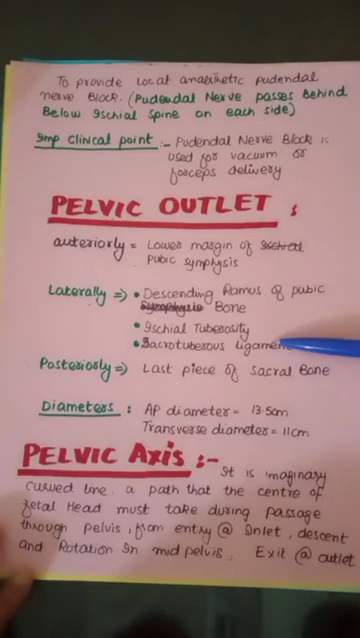 To provide local anaesthetic pudendal
nerve Block. (Pudendal Nerve passes Behind
Below Ischial Spine on each side)
Imp clinical point :- Pudendal Nerve Block is
used for vacuum or
forceps delivery
PELVIC OUTLET :
anteriorly = Lower margin of Ischial
pubic symphysis
Laterally => • Descending Ramus of pubic
Symphysis Bone
• Ischial Tuberosity
• Sacrotuberous ligament
Posteriorly => Last piece of sacral Bone
Diameters : AP diameter = 13.5cm
Transverse diameter = 11cm
PELVIC AXIS :-
It is imaginary
curved line, a path that the centre of
fetal Head must take during passage
through pelvis, from entry @ Inlet, descent
and Rotation In mid pelvis, Exit @ outlet